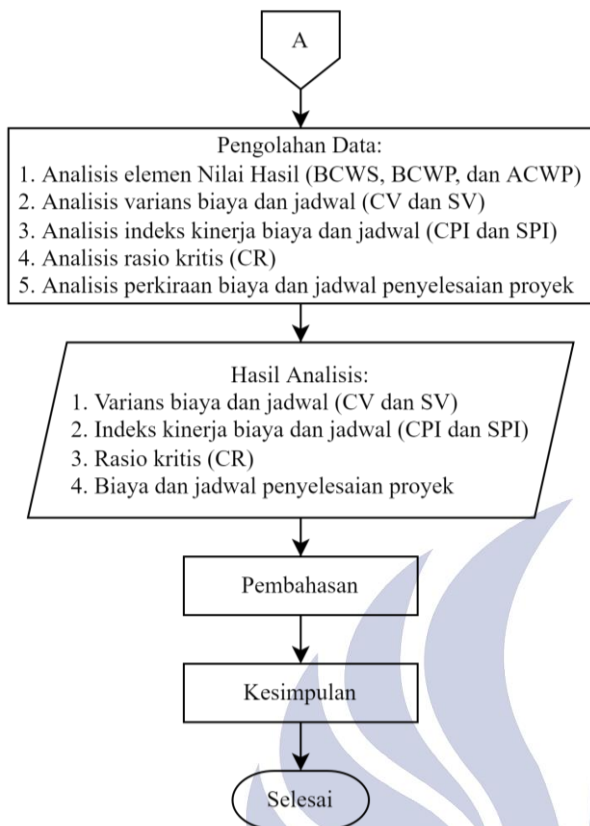 A
Pengolahan Data:
1. Analisis elemen Nilai Hasil (BCWS, BCWP, dan ACWP)
2. Analisis varians biaya dan jadwal (CV dan SV)
3. Analisis indeks kinerja biaya dan jadwal (CPI dan SPI)
4. Analisis rasio kritis (CR)
5. Analisis perkiraan biaya dan jadwal penyelesaian proyek
Hasil Analisis:
1. Varians biaya dan jadwal (CV dan SV)
2. Indeks kinerja biaya dan jadwal (CPI dan SPI)
3. Rasio kritis (CR)
4. Biaya dan jadwal penyelesaian proyek
Pembahasan
Kesimpulan
Selesai